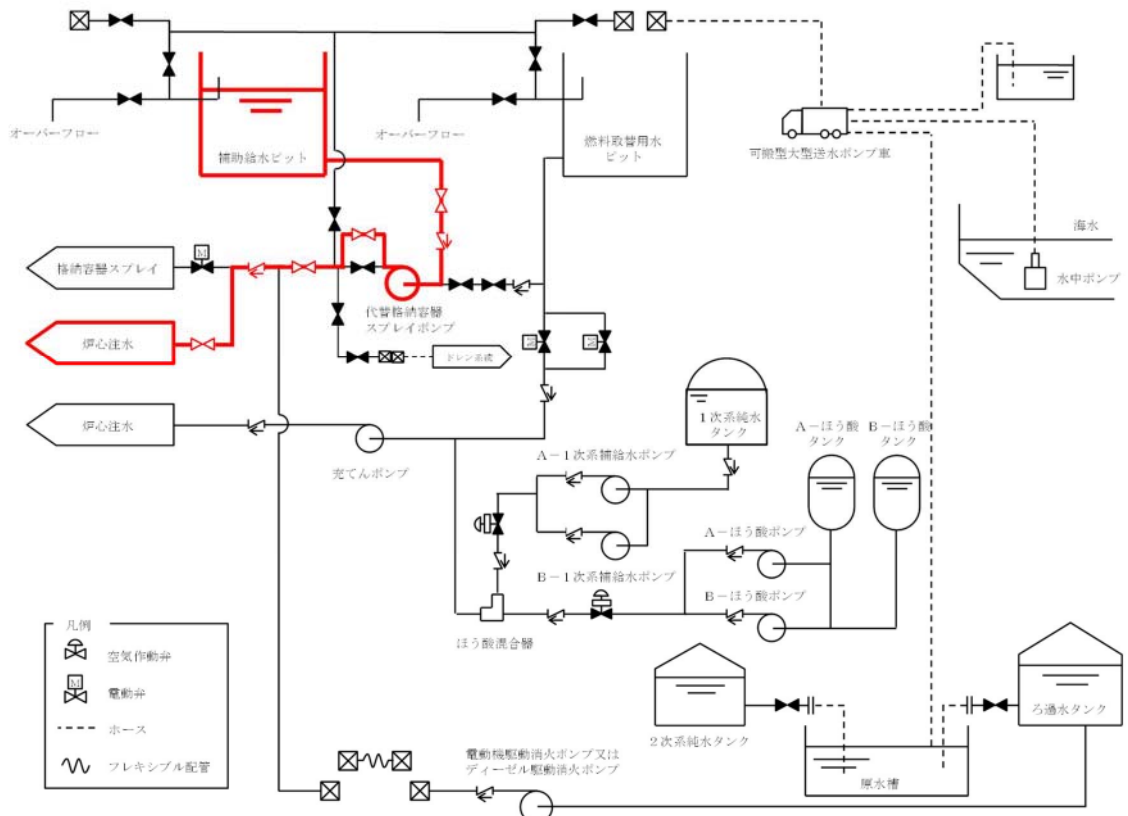 オーバーフロー
オーバーフロー
補助給水ピット
燃料取替用水
ピット
可搬型大型送水ポンプ車
海水
水中ポンプ
格納容器スプレイ
M
代替格納容器
スプレイポンプ
炉心注水
ドレン系統
M
M
炉心注水
充てんポンプ
1次系純水
タンク
A-ほう酸
タンク
B-ほう酸
タンク
A-1次系補給水ポンプ
A-ほう酸ポンプ
B-1次系補給水ポンプ
B-ほう酸ポンプ
ほう酸混合器
凡例
空気作動弁
M
電動弁
ホース
フレキシブル配管
2次系純水タンク
ろ過水タンク
原水槽
電動機駆動消火ポンプ又は
ディーゼル駆動消火ポンプ